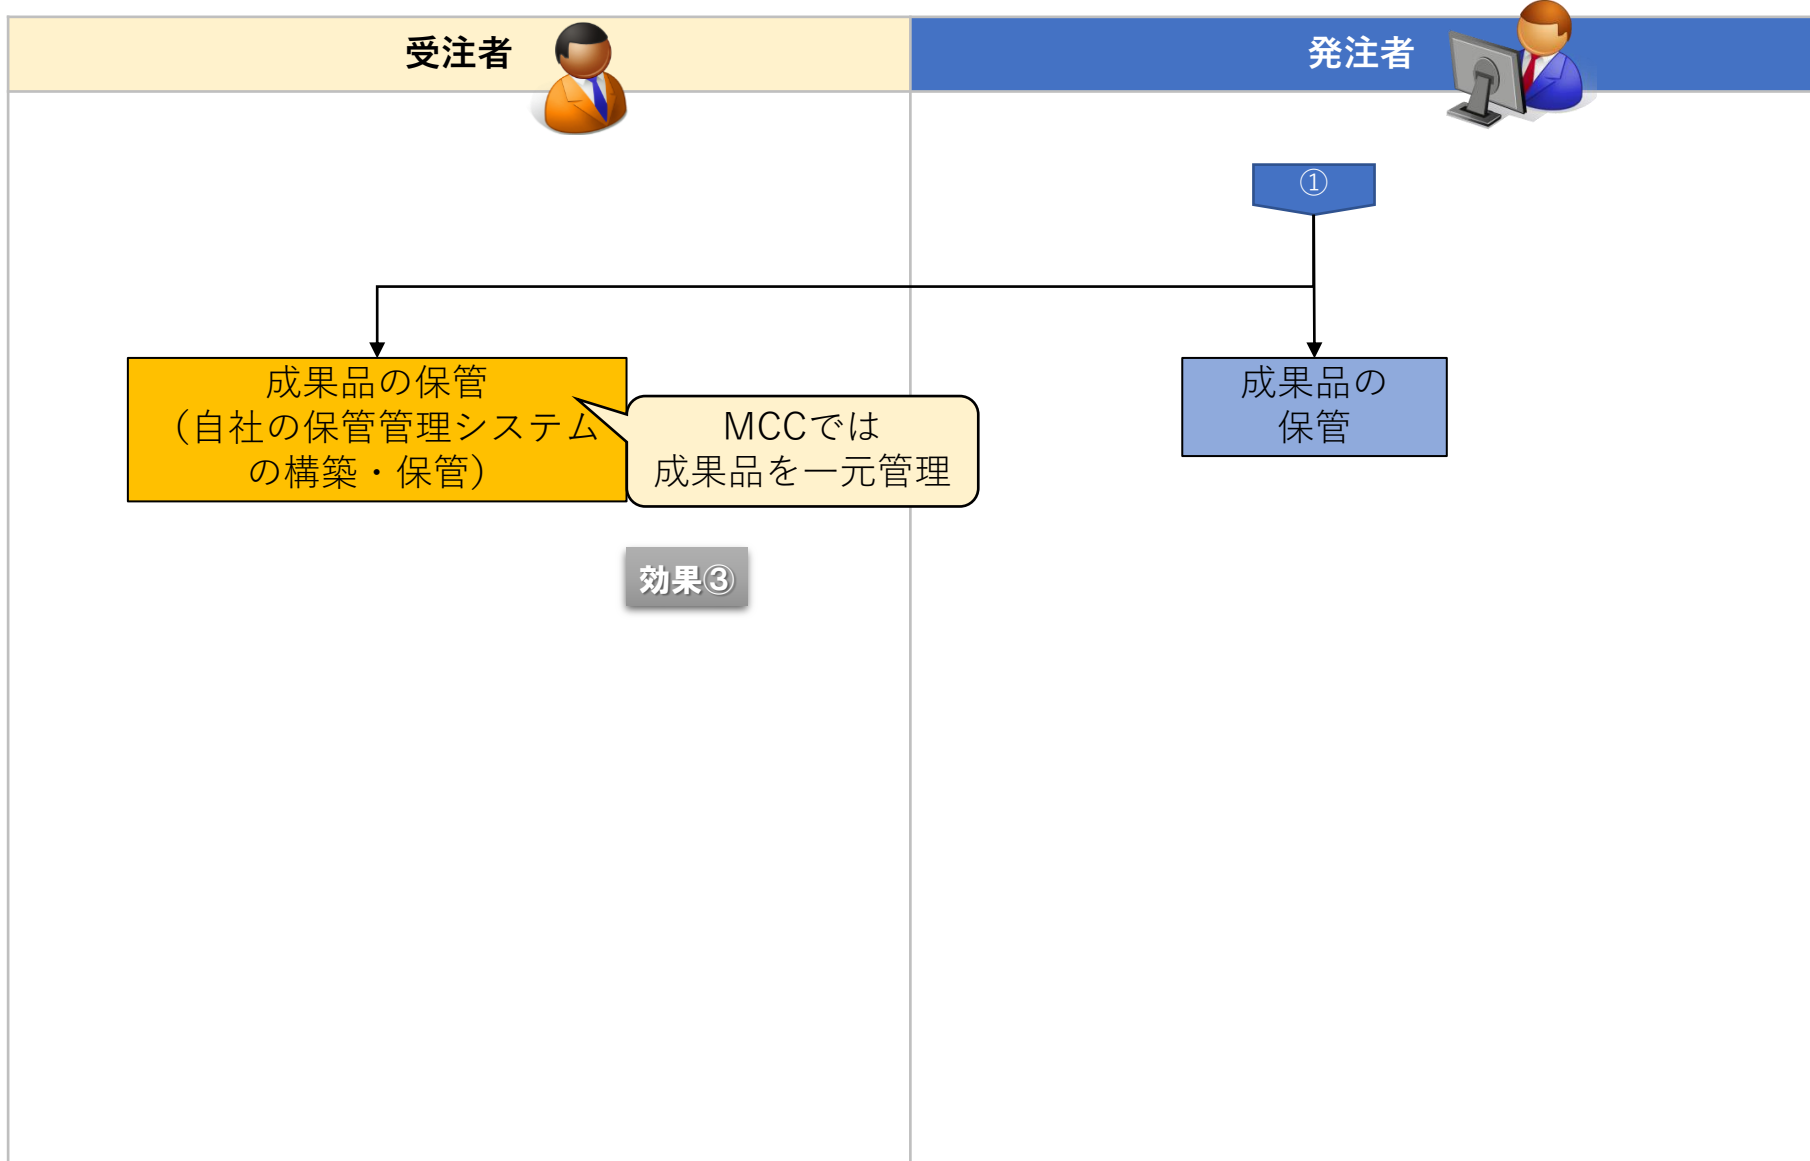 受注者
発注者
①
成果品の保管
（自社の保管管理システム
の構築・保管）
MCCでは
成果品を一元管理
成果品の
保管
効果③